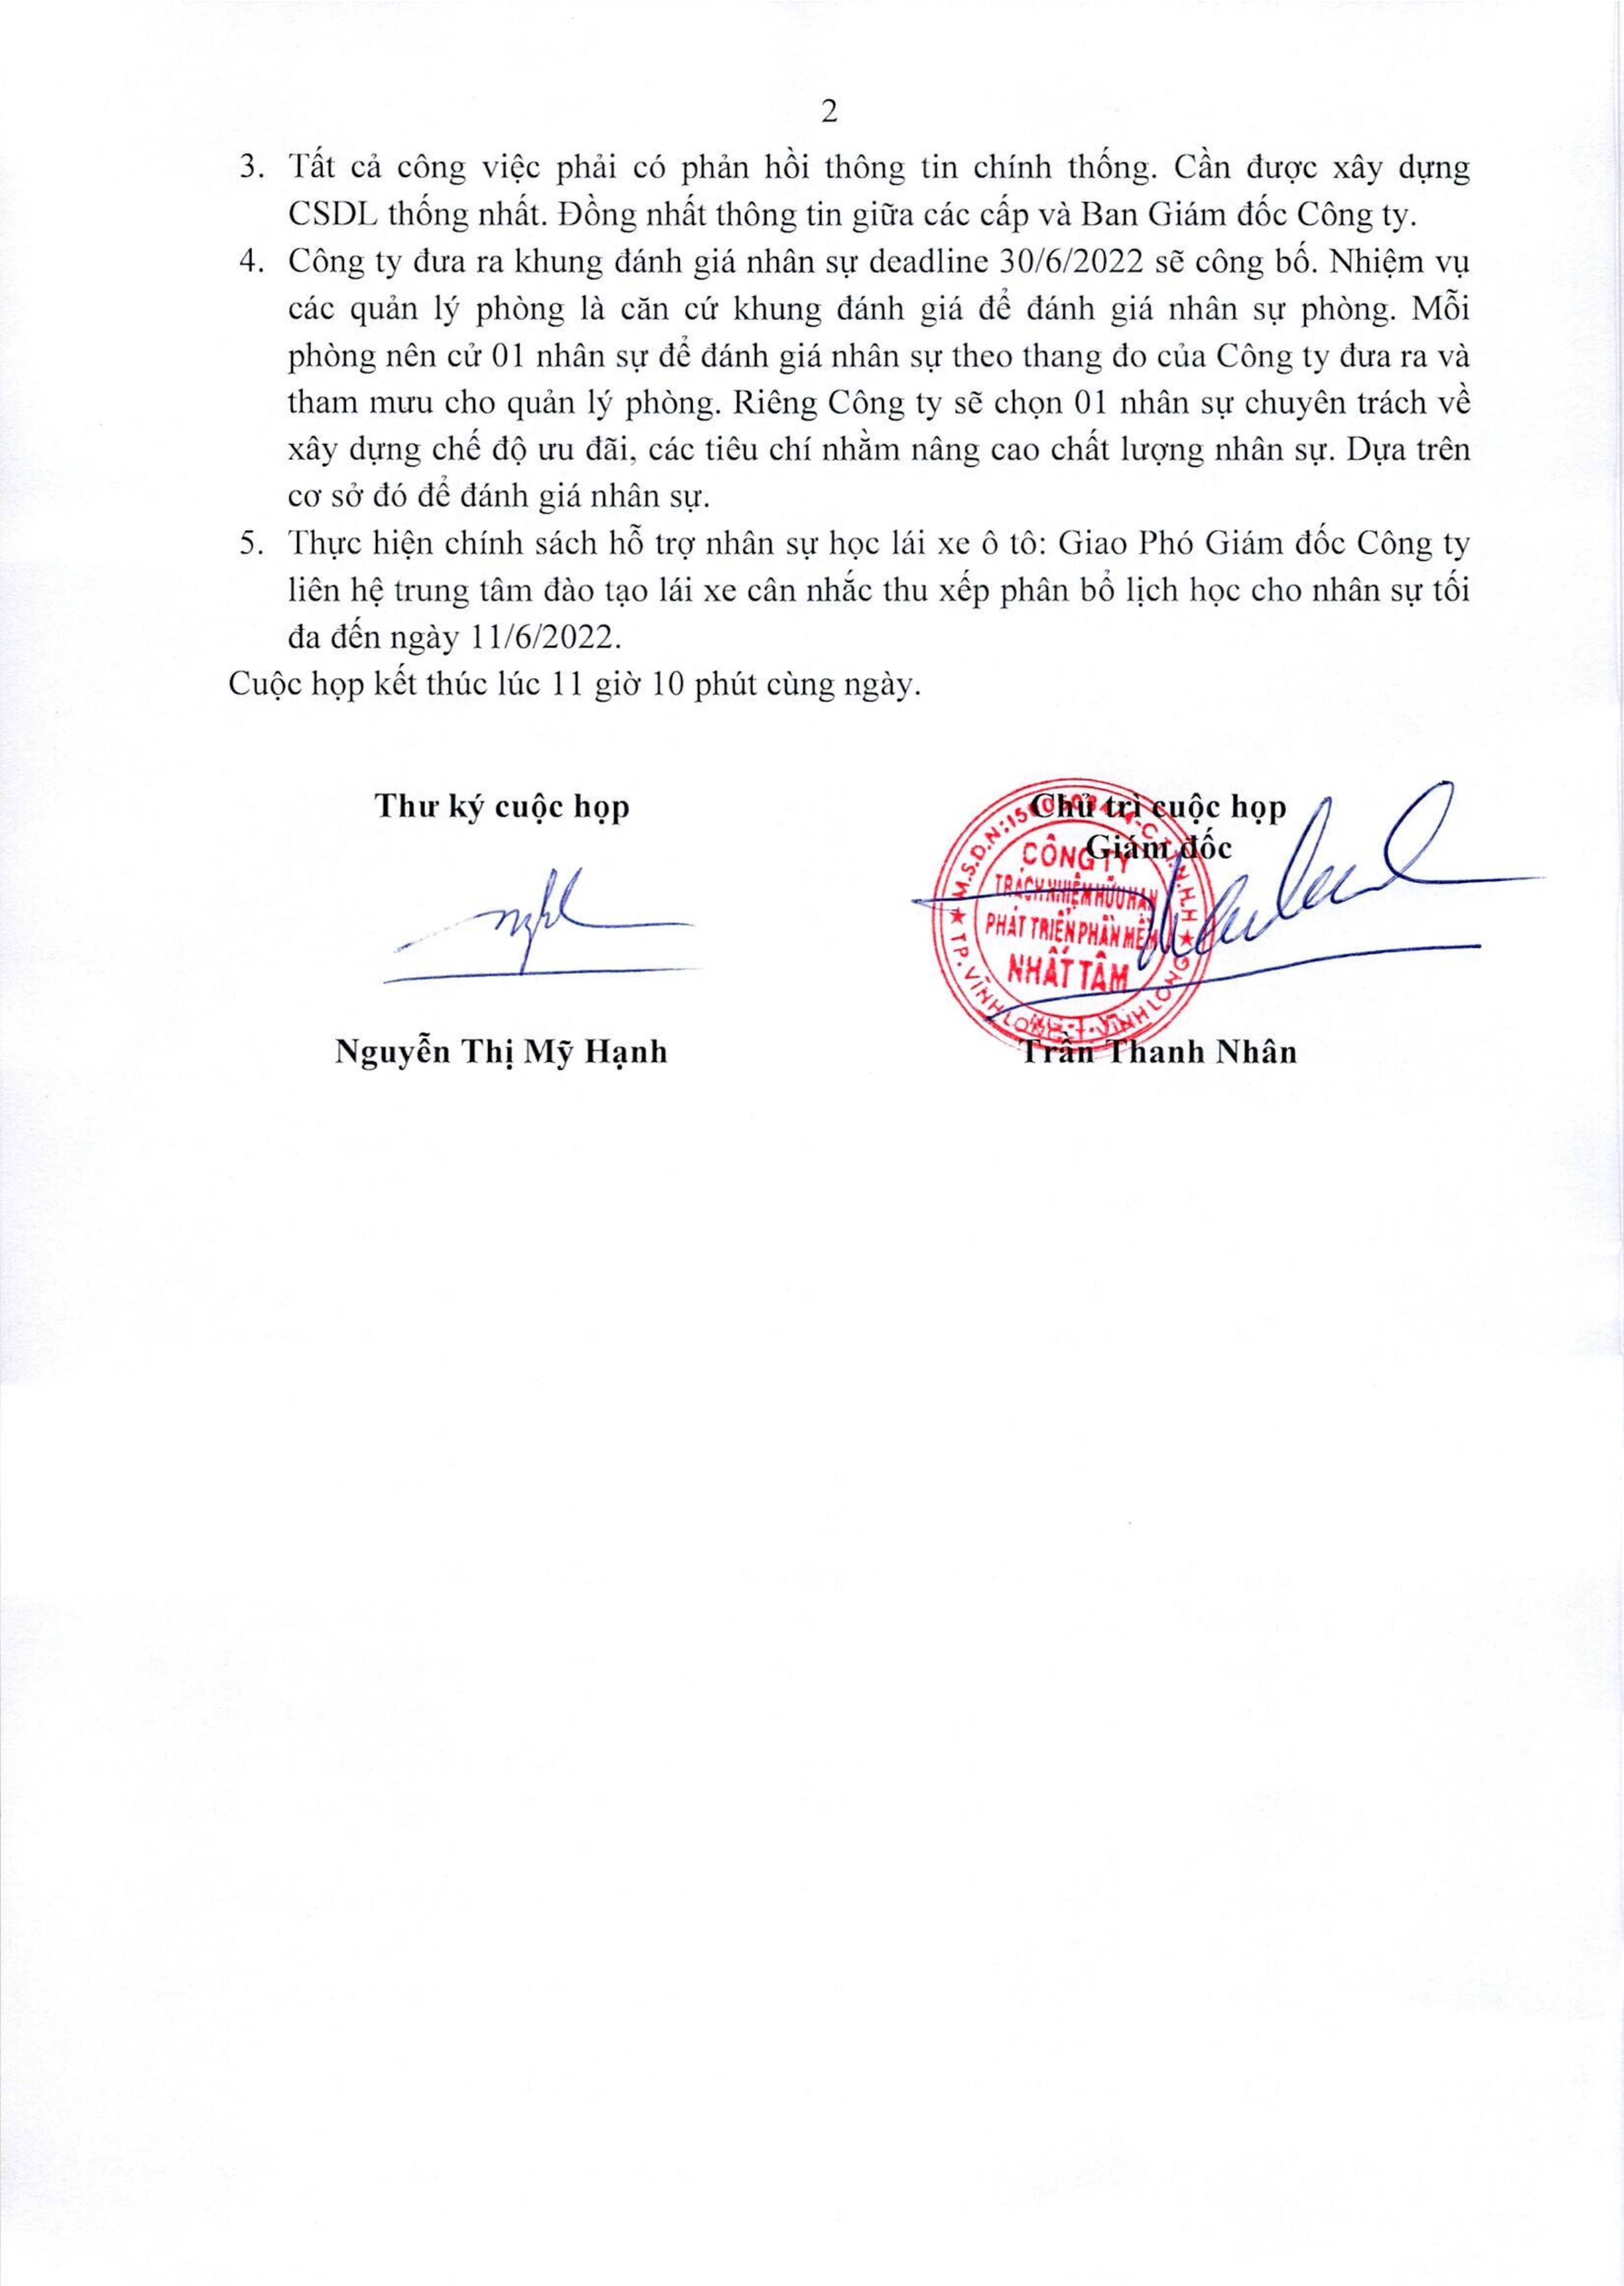 2
3. Tất cả công việc phải có phản hồi thông tin chính thống. Cần được xây dựng
CSDL thống nhất. Đồng nhất thông tin giữa các cấp và Ban Giám đốc Công ty.
4. Công ty đưa ra khung đánh giá nhân sự deadline 30/6/2022 sẽ công bố. Nhiệm vụ
các quản lý phòng là căn cứ khung đánh giá để đánh giá nhân sự phòng. Mỗi
phòng nên cử 01 nhân sự để đánh giá nhân sự theo thang đo của Công ty đưa ra và
tham mưu cho quản lý phòng. Riêng Công ty sẽ chọn 01 nhân sự chuyên trách về
xây dựng chế độ ưu đãi, các tiêu chí nhằm nâng cao chất lượng nhân sự. Dựa trên
cơ sở đó để đánh giá nhân sự.
5. Thực hiện chính sách hỗ trợ nhân sự học lái xe ô tô: Giao Phó Giám đốc Công ty
liên hệ trung tâm đào tạo lái xe cân nhắc thu xếp phân bổ lịch học cho nhân sự tối
đa đến ngày 11/6/2022.
Cuộc họp kết thúc lúc 11 giờ 10 phút cùng ngày.
Thư ký cuộc họp
Chủ trì cuộc họp
Giám đốc
M.S.D.N: C.T.T.N.H.H
CÔNG TY
TRÁCH NHIỆM HỮU HẠN
PHÁT TRIỂN PHẦN MỀM
NHẤT TÂM
TP. VĨNH LONG - T. VĨNH LONG
Nguyễn Thị Mỹ Hạnh
Trần Thanh Nhân